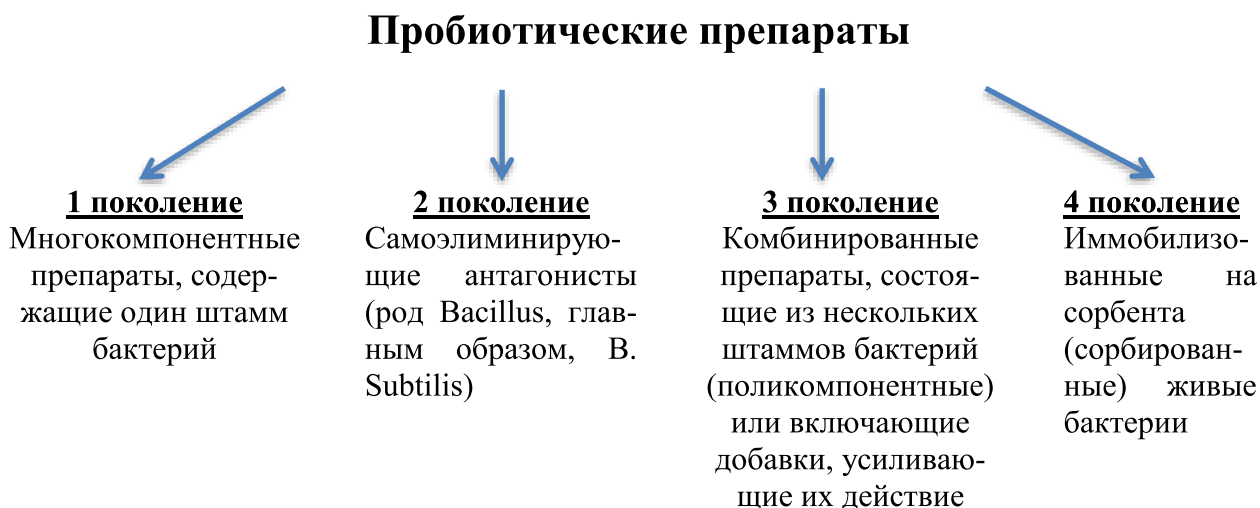 Пробиотические препараты
1 поколение
Многокомпонентные
препараты, содер-
жащие один штамм
бактерий
2 поколение
Самоэлиминирую-
щие антагонисты
(род Bacillus, глав-
ным образом, B.
Subtilis)
3 поколение
Комбинированные
препараты, состоя-
щие из нескольких
штаммов бактерий
(поликомпонентные)
или включающие
добавки, усиливаю-
щие их действие
4 поколение
Иммобилизо-
ванные на
сорбента
(сорбирован-
ные) живые
бактерии